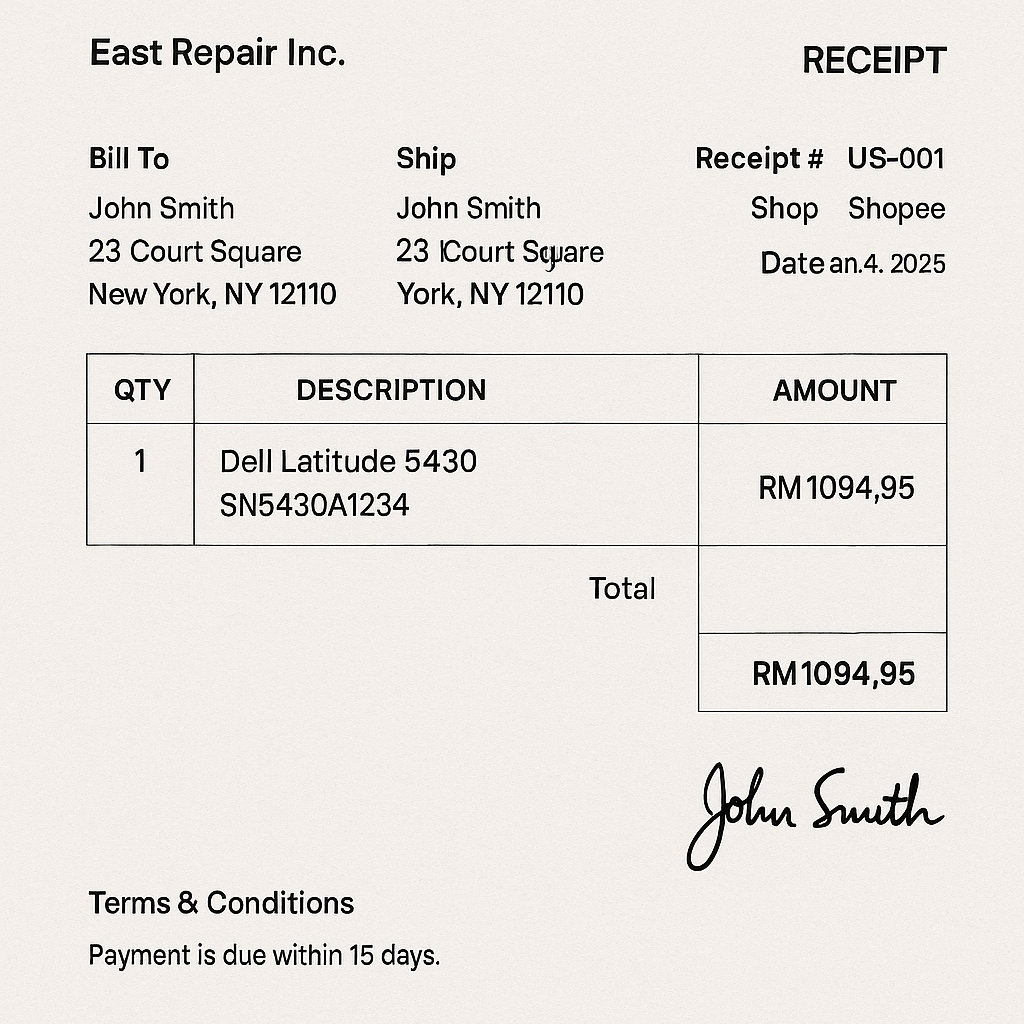 East Repair Inc.
RECEIPT
Bill To
John Smith
23 Court Square
New York, NY 12110
Ship
John Smith
23 Court Square
York, NY 12110
Receipt # US-001
Shop Shopee
Date an.4. 2025
QTY DESCRIPTION AMOUNT
1 Dell Latitude 5430
SN5430A1234
RM1094,95
Total
RM1094,95
John Smith
Terms & Conditions
Payment is due within 15 days.